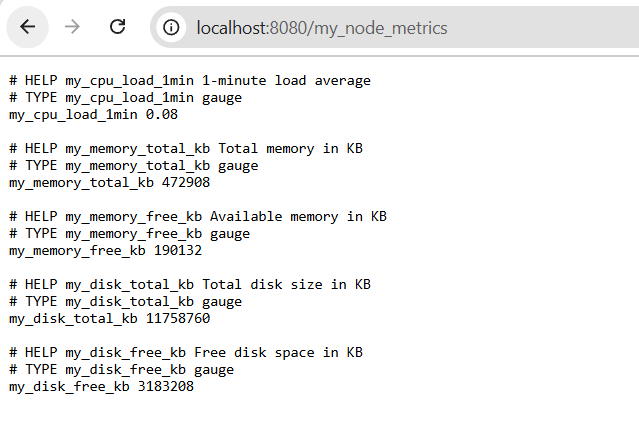 localhost:8080/my_node_metrics
# HELP my_cpu_load_1min 1-minute load average
# TYPE my_cpu_load_1min gauge
my_cpu_load_1min 0.08
# HELP my_memory_total_kb Total memory in KB
# TYPE my_memory_total_kb gauge
my_memory_total_kb 472908
# HELP my_memory_free_kb Available memory in KB
# TYPE my_memory_free_kb gauge
my_memory_free_kb 190132
# HELP my_disk_total_kb Total disk size in KB
# TYPE my_disk_total_kb gauge
my_disk_total_kb 11758760
# HELP my_disk_free_kb Free disk space in KB
# TYPE my_disk_free_kb gauge
my_disk_free_kb 3183208